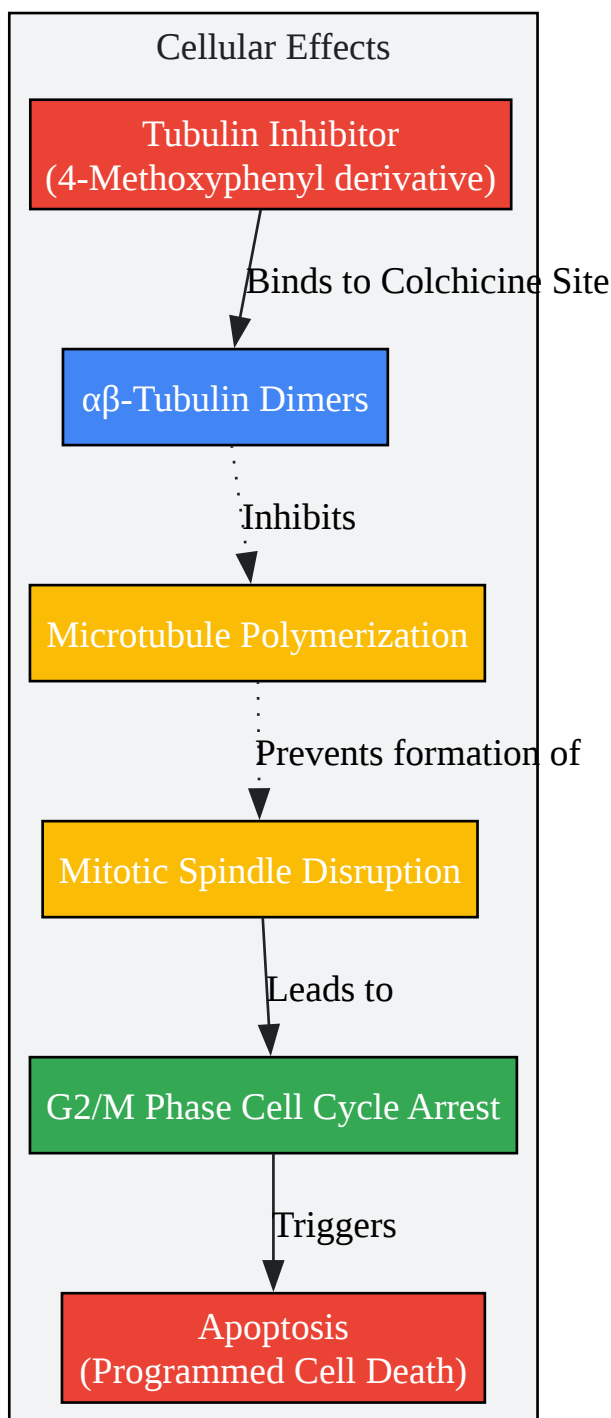 Cellular Effects
Tubulin Inhibitor
(4-Methoxyphenyl derivative)
Binds to Colchicine Site
αβ-Tubulin Dimers
Inhibits
Microtubule Polymerization
Prevents formation of
Mitotic Spindle Disruption
Leads to
G2/M Phase Cell Cycle Arrest
Triggers
Apoptosis
(Programmed Cell Death)